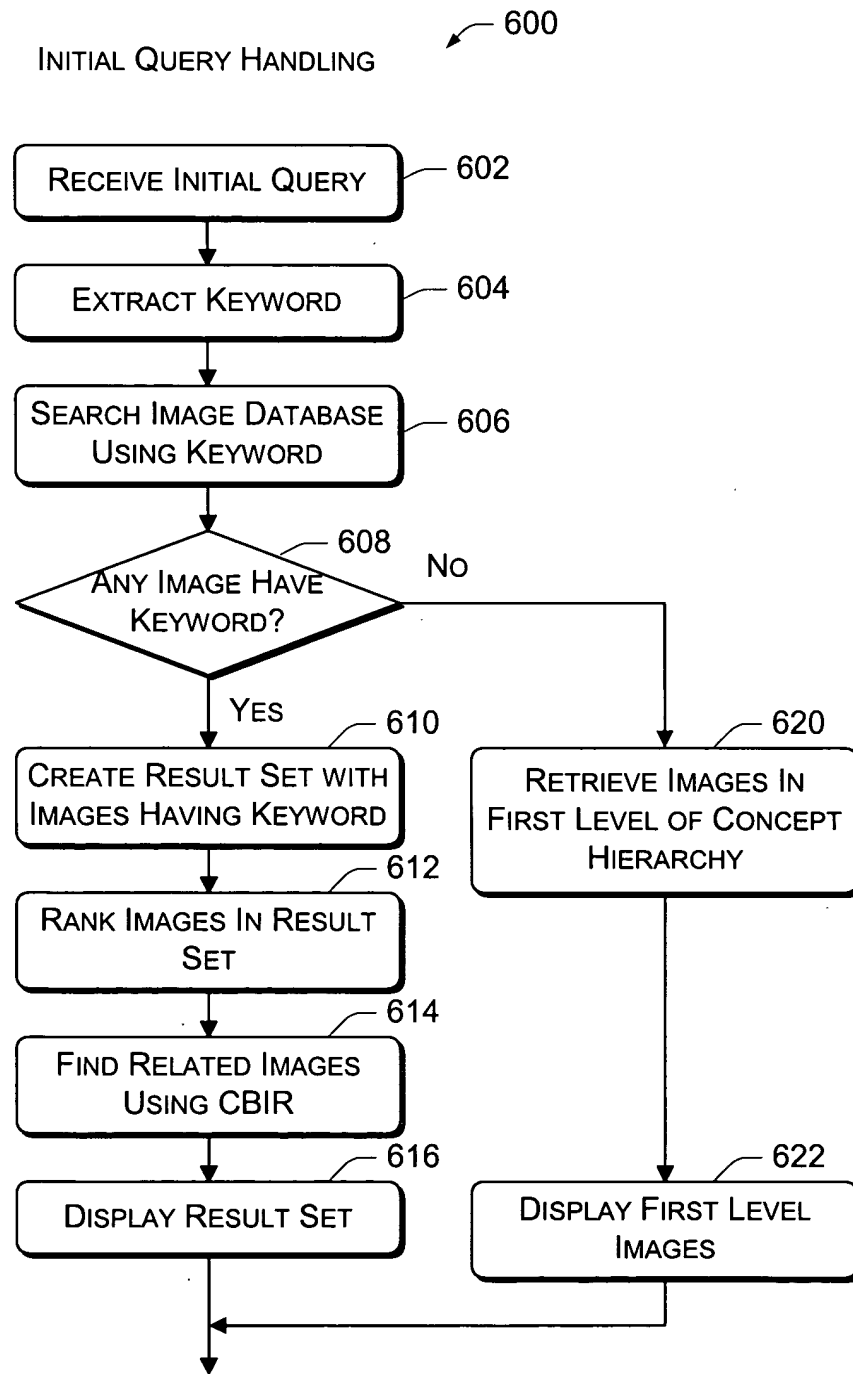 600
INITIAL QUERY HANDLING
RECEIVE INITIAL QUERY
602
EXTRACT KEYWORD
604
SEARCH IMAGE DATABASE
USING KEYWORD
606
608
ANY IMAGE HAVE
KEYWORD?
NO
YES
610
CREATE RESULT SET WITH
IMAGES HAVING KEYWORD
612
RANK IMAGES IN RESULT
SET
614
FIND RELATED IMAGES
USING CBIR
616
DISPLAY RESULT SET
620
RETRIEVE IMAGES IN
FIRST LEVEL OF CONCEPT
HIERARCHY
622
DISPLAY FIRST LEVEL
IMAGES